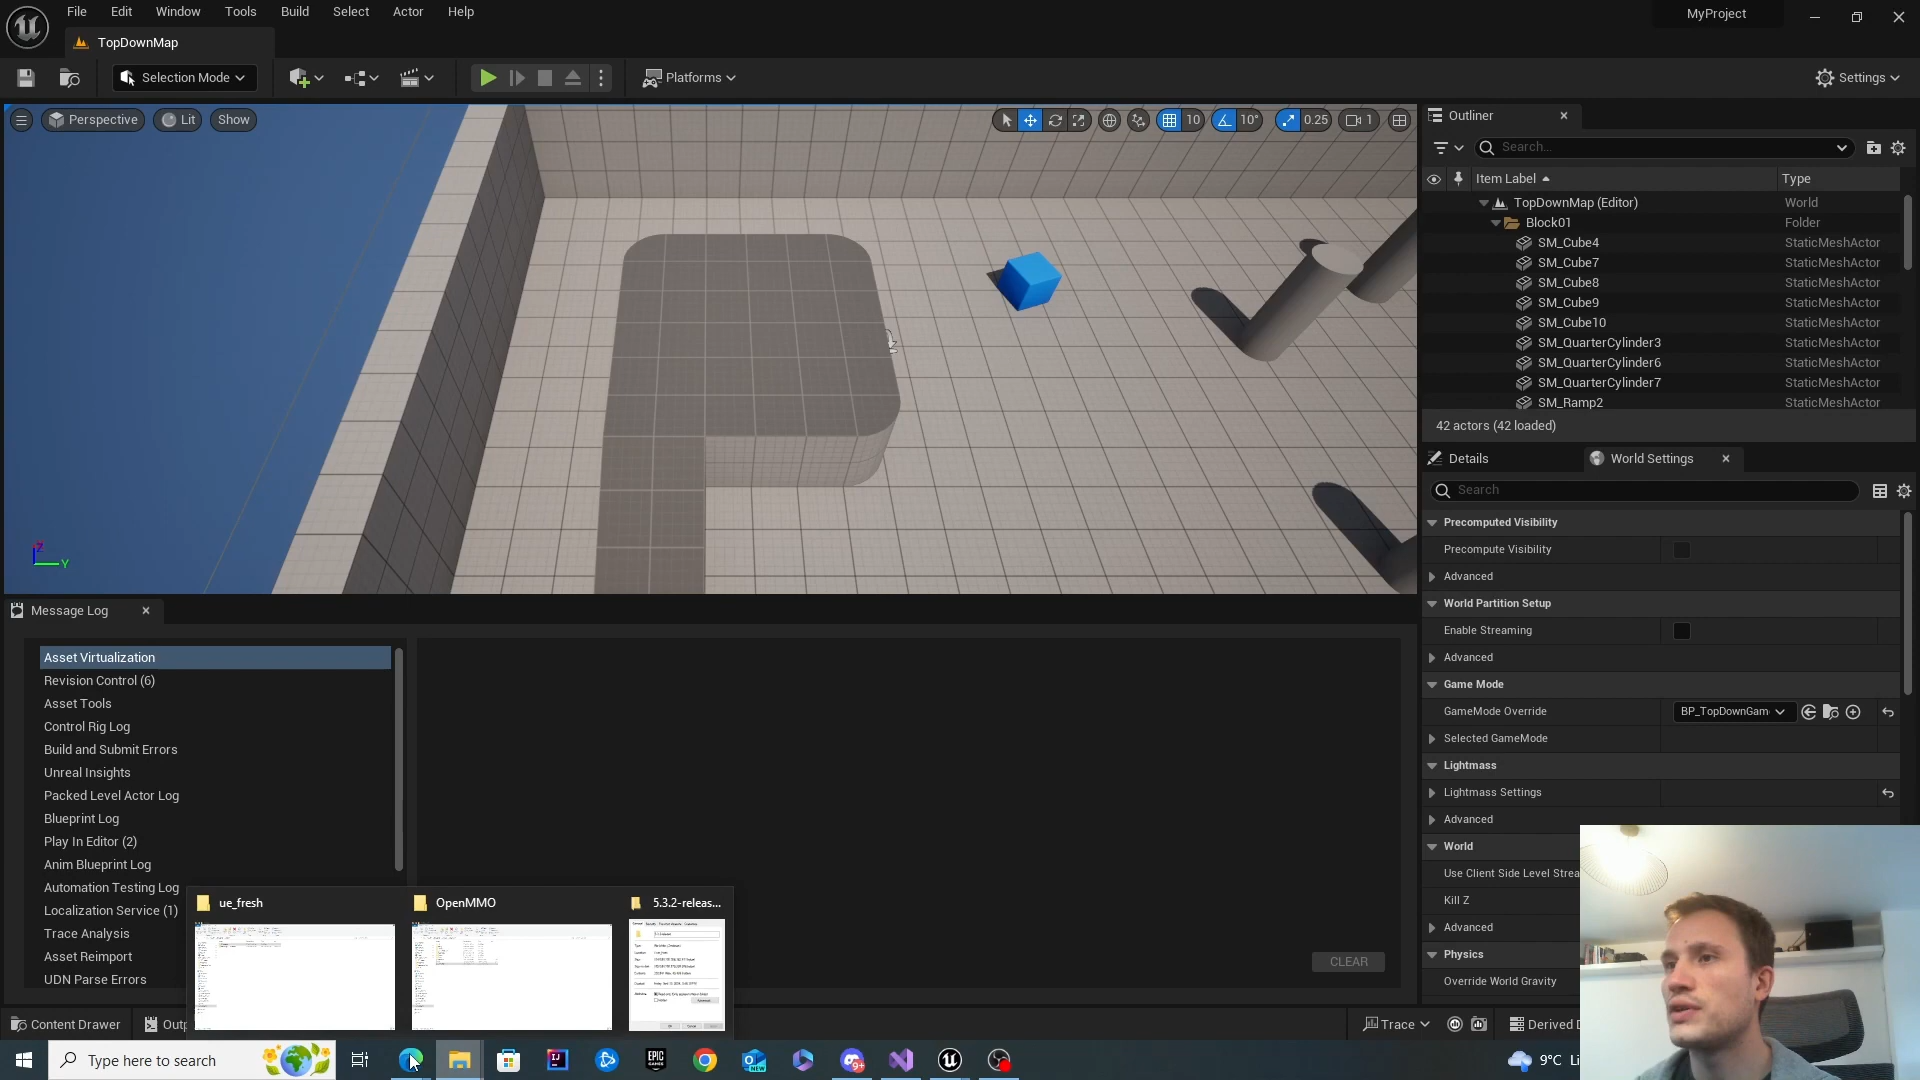 File Edit Window Tools Build Select Actor Help
MyProject
TopDownMap
Selection Mode
Platforms
Settings
Perspective Lit Show
10 10° 0.25 1
Outliner
Search...
Item Label Type
TopDownMap (Editor) World
Block01 Folder
SM_Cube4 StaticMeshActor
SM_Cube7 StaticMeshActor
SM_Cube8 StaticMeshActor
SM_Cube9 StaticMeshActor
SM_Cube10 StaticMeshActor
SM_QuarterCylinder3 StaticMeshActor
SM_QuarterCylinder6 StaticMeshActor
SM_QuarterCylinder7 StaticMeshActor
SM_Ramp2 StaticMeshActor
42 actors (42 loaded)
Details World Settings
Search
Precomputed Visibility
Precompute Visibility
Advanced
World Partition Setup
Enable Streaming
Advanced
Game Mode
GameMode Override BP_TopDownGam
Selected GameMode
Lightmass
Lightmass Settings
Advanced
World
Use Client Side Level Strea
Kill Z
Advanced
Physics
Override World Gravity
Z
Y
Message Log
Asset Virtualization
Revision Control (6)
Asset Tools
Control Rig Log
Build and Submit Errors
Unreal Insights
Packed Level Actor Log
Blueprint Log
Play In Editor (2)
Anim Blueprint Log
Automation Testing Log
Localization Service (1)
Trace Analysis
Asset Reimport
UDN Parse Errors
CLEAR
ue_fresh
OpenMMO
5.3.2-releas...
Content Drawer
Outp
Trace
Derived D
Type here to search
EPIC GAMES
NEW
9+
9°C Li